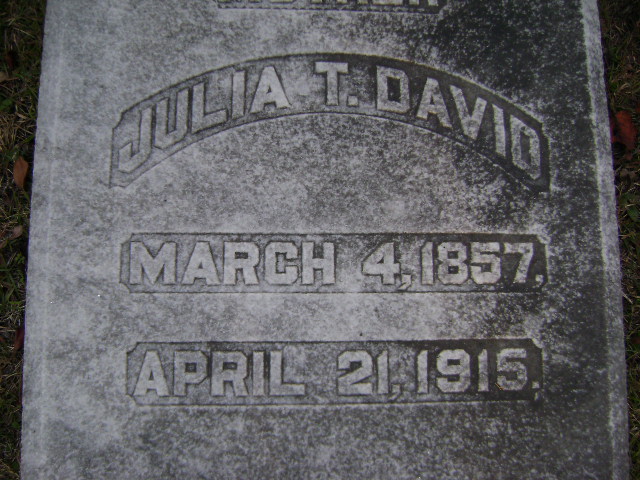 JULIA T. DAVID
MARCH 4, 1857,
APRIL 21, 1915.